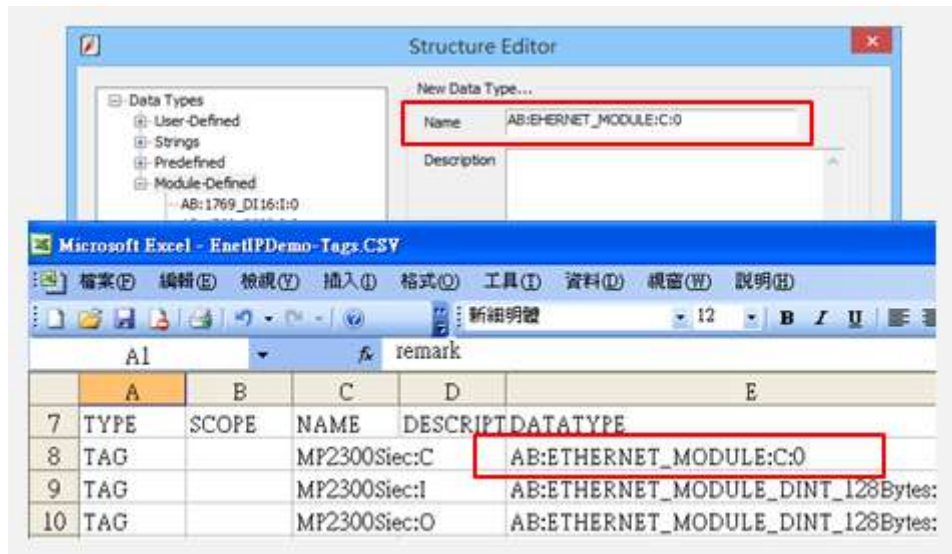 Structure Editor
Data Types
User-Defined
Strings
Predefined
Module-Defined
AB:1769_DI16:I:0
New Data Type...
Name AB:EHERNET_MODULE:C:0
Description
Microsoft Excel - EnetIPDemo-Tags.CSV
檔案(F) 編輯(E) 檢視(V) 插入(I) 格式(O) 工具(T) 資料(D) 視窗(W) 說明(H)
新細明體 12 B I U
A1 fx remark
A B C D E
7 TYPE SCOPE NAME DESCRIPT DATATYPE
8 TAG MP2300Siec:C AB:ETHERNET_MODULE:C:0
9 TAG MP2300Siec:I AB:ETHERNET_MODULE_DINT_128Bytes:
10 TAG MP2300Siec:O AB:ETHERNET_MODULE_DINT_128Bytes: